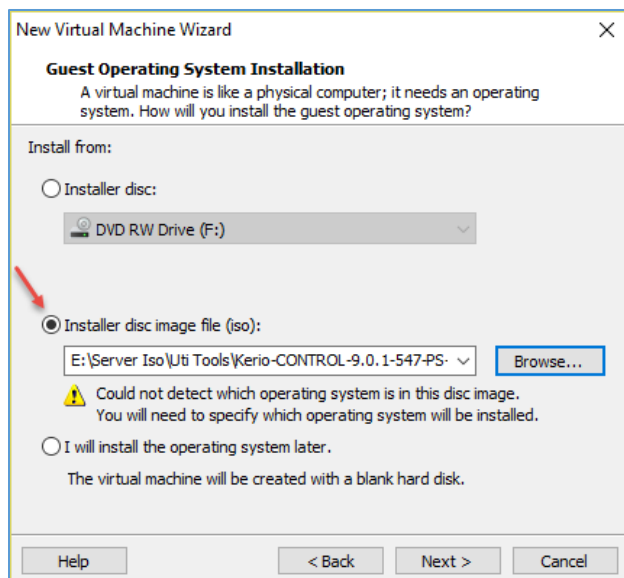 New Virtual Machine Wizard
Guest Operating System Installation
A virtual machine is like a physical computer; it needs an operating
system. How will you install the guest operating system?
Install from:
Installer disc:
DVD RW Drive (F:)
Installer disc image file (iso):
E:\Server Iso\Uti Tools\Kerio-CONTROL-9.0.1-547-PS-
Browse...
Could not detect which operating system is in this disc image.
You will need to specify which operating system will be installed.
I will install the operating system later.
The virtual machine will be created with a blank hard disk.
Help
< Back
Next >
Cancel